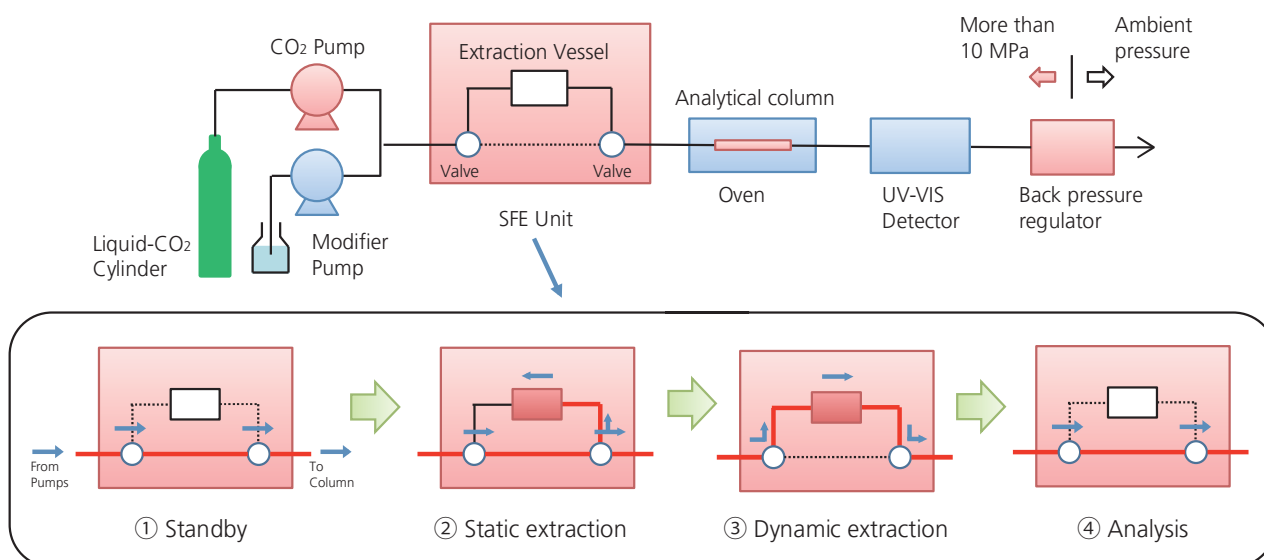 CO2 Pump
Extraction Vessel
More than
10 MPa
Ambient
pressure
Analytical column
Valve
Valve
Liquid-CO2
Cylinder
Modifier
Pump
SFE Unit
Oven
UV-VIS
Detector
Back pressure
regulator
From
Pumps
To
Column
① Standby
② Static extraction
③ Dynamic extraction
④ Analysis